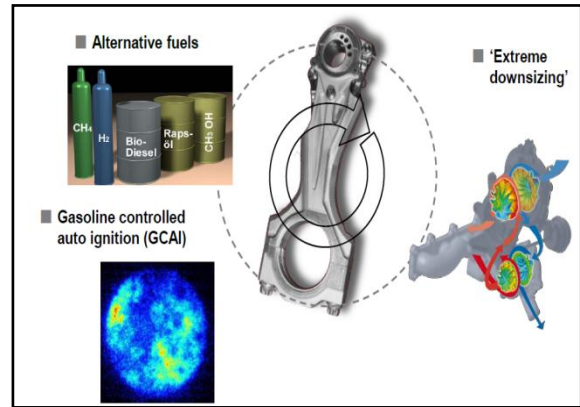 Alternative fuels
CH₄
H₂
Bio-
Diesel
Raps-
öl
CH₃ OH
Gasoline controlled
auto ignition (GCAI)
‘Extreme
downsizing’